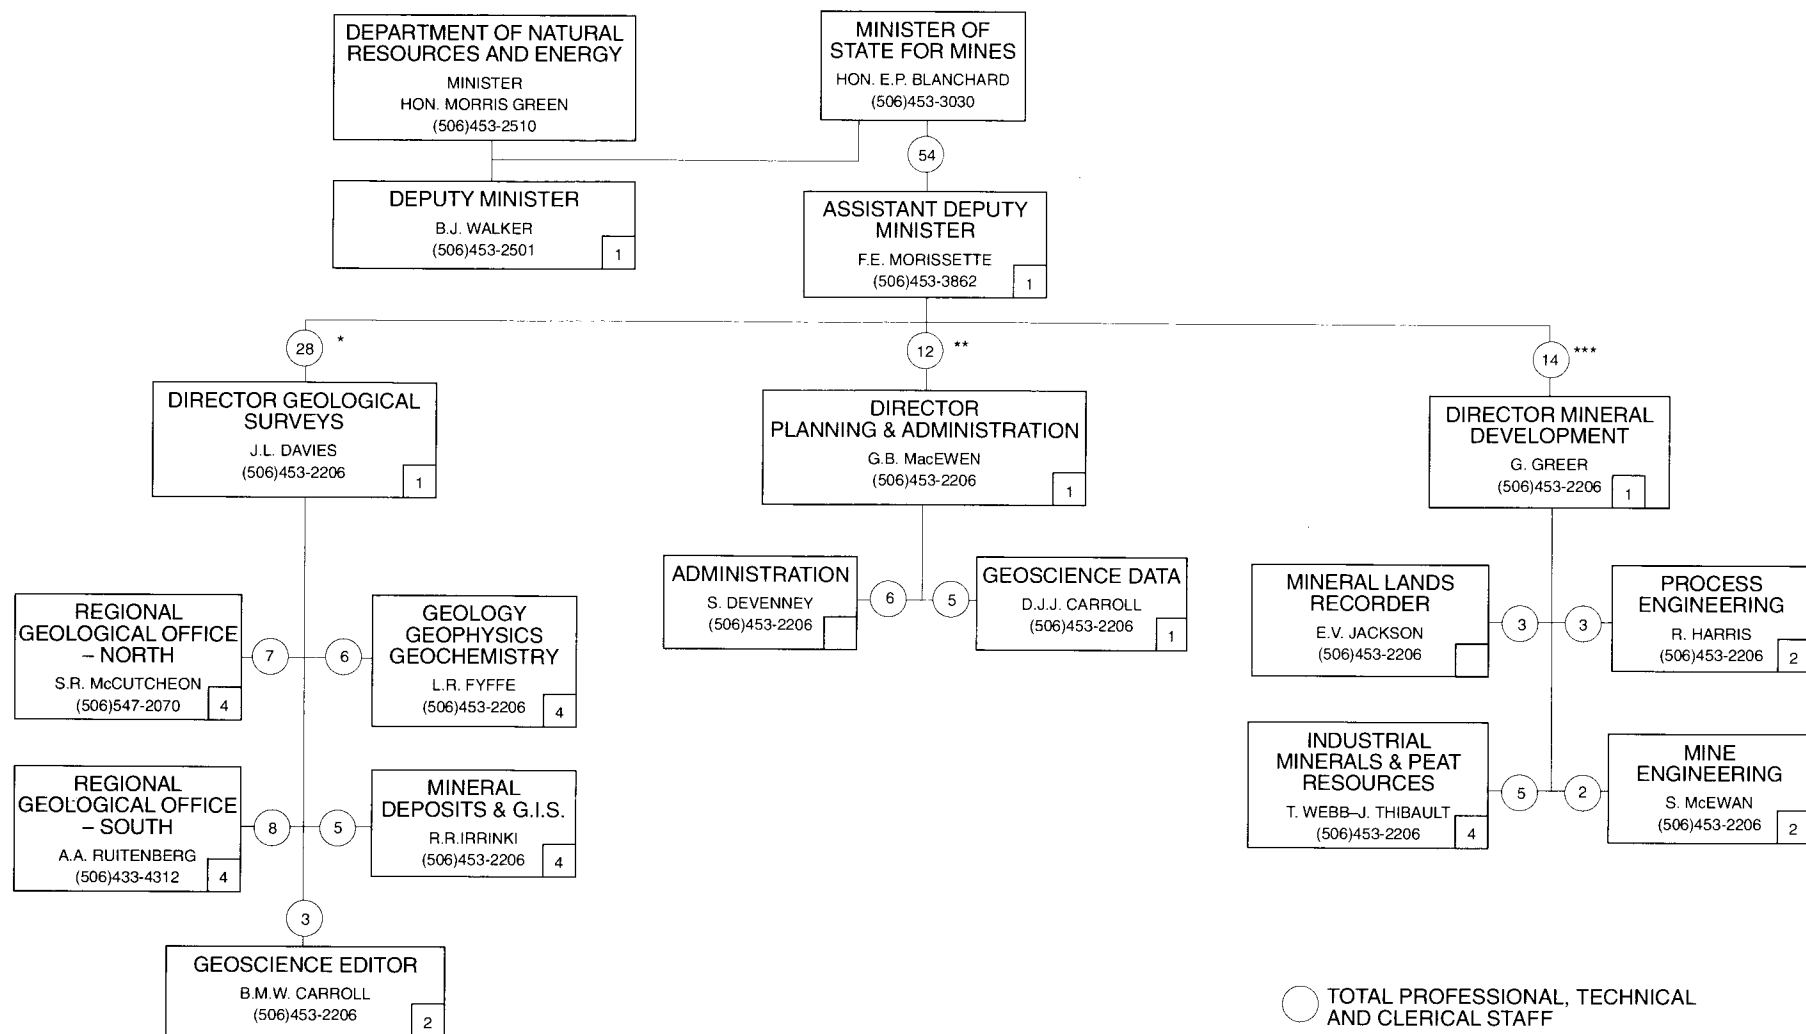 DEPARTMENT OF NATURAL
RESOURCES AND ENERGY
MINISTER
HON. MORRIS GREEN
(506)453-2510
MINISTER OF
STATE FOR MINES
HON. E.P. BLANCHARD
(506)453-3030
54
DEPUTY MINISTER
B.J. WALKER
(506)453-2501
1
ASSISTANT DEPUTY
MINISTER
F.E. MORISSETTE
(506)453-3862
1
28 *
12 **
14 ***
DIRECTOR GEOLOGICAL
SURVEYS
J.L. DAVIES
(506)453-2206
1
DIRECTOR
PLANNING & ADMINISTRATION
G.B. MacEWEN
(506)453-2206
1
DIRECTOR MINERAL
DEVELOPMENT
G. GREER
(506)453-2206
1
REGIONAL
GEOLOGICAL OFFICE
– NORTH
S.R. McCUTCHEON
(506)547-2070
4
7
6
GEOLOGY
GEOPHYSICS
GEOCHEMISTRY
L.R. FYFFE
(506)453-2206
4
ADMINISTRATION
S. DEVENNEY
(506)453-2206
6
5
GEOSCIENCE DATA
D.J.J. CARROLL
(506)453-2206
1
MINERAL LANDS
RECORDER
E.V. JACKSON
(506)453-2206
3
3
PROCESS
ENGINEERING
R. HARRIS
(506)453-2206
2
REGIONAL
GEOLOGICAL OFFICE
– SOUTH
A.A. RUITENBERG
(506)433-4312
4
8
5
MINERAL
DEPOSITS & G.I.S.
R.R.IRRINKI
(506)453-2206
4
INDUSTRIAL
MINERALS & PEAT
RESOURCES
T. WEBB–J. THIBAULT
(506)453-2206
4
5
2
MINE
ENGINEERING
S. McEWAN
(506)453-2206
2
3
GEOSCIENCE EDITOR
B.M.W. CARROLL
(506)453-2206
2
TOTAL PROFESSIONAL, TECHNICAL
AND CLERICAL STAFF